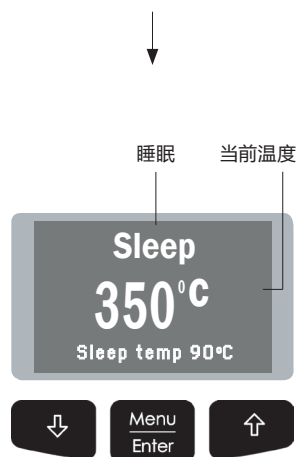 睡眠 当前温度
Sleep
350°C
Sleep temp 90°C
Menu
Enter